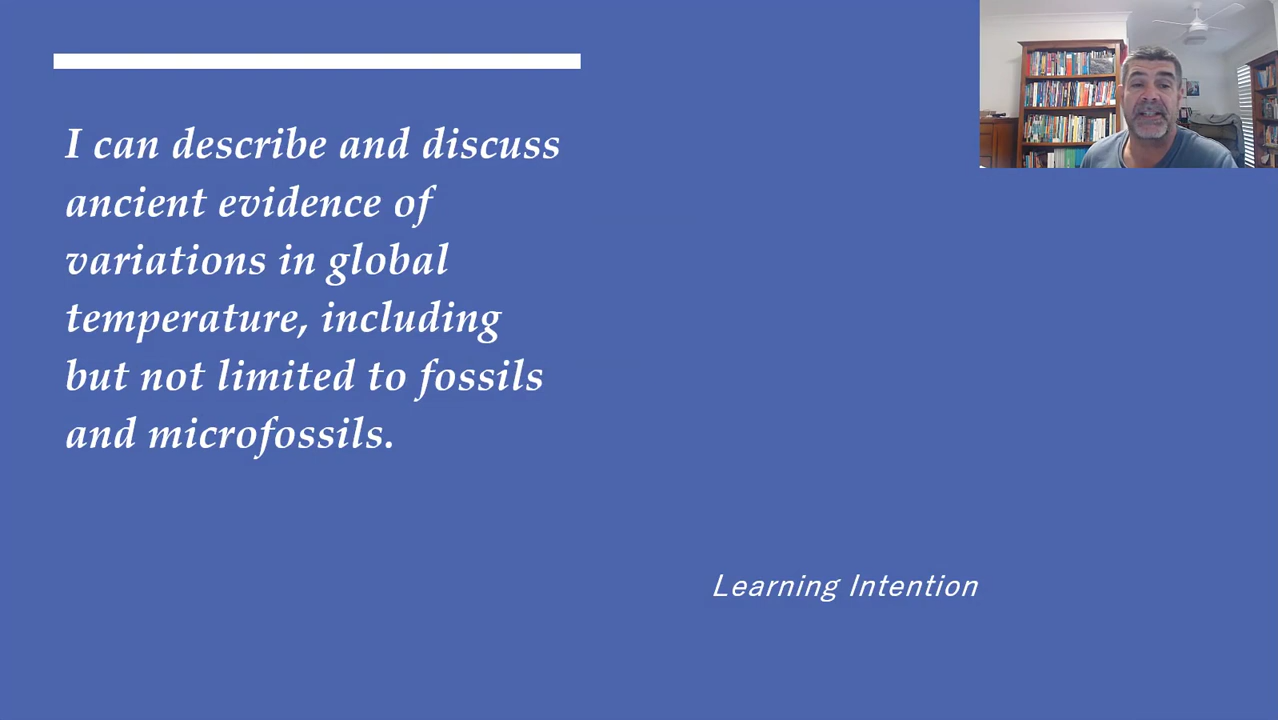 I can describe and discuss
ancient evidence of
variations in global
temperature, including
but not limited to fossils
and microfossils.
Learning Intention